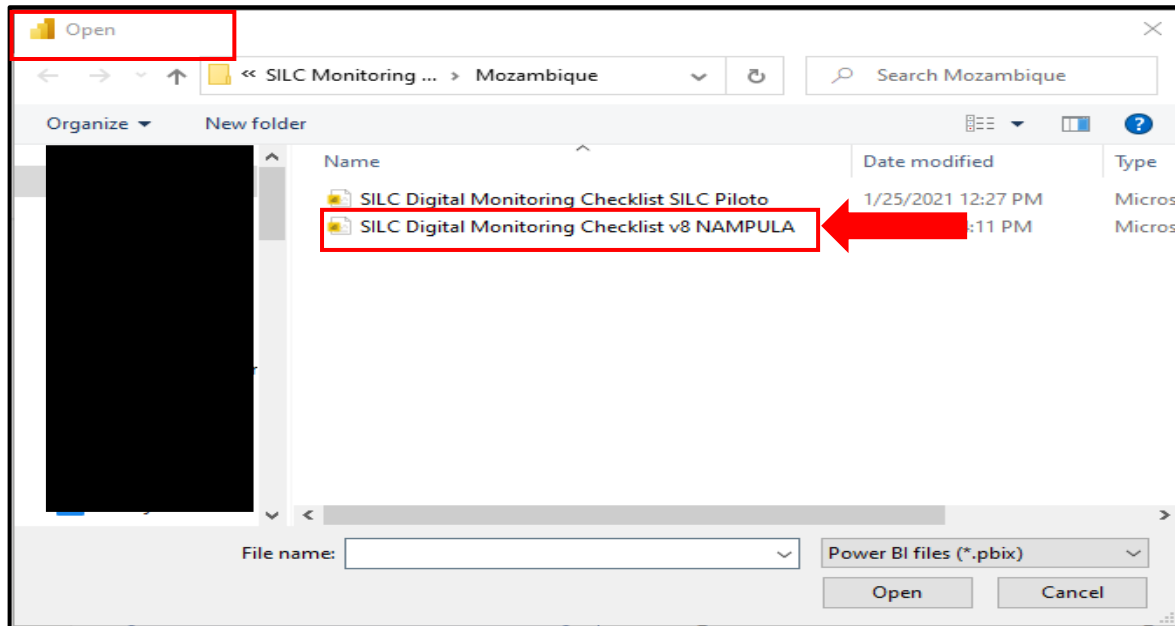 Open
« SILC Monitoring ... › Mozambique
Search Mozambique
Organize
New folder
?
Name
Date modified
Type
SILC Digital Monitoring Checklist SILC Piloto
1/25/2021 12:27 PM
Micros
SILC Digital Monitoring Checklist v8 NAMPULA
:11 PM
Micros
File name:
Power BI files (*.pbix)
Open
Cancel